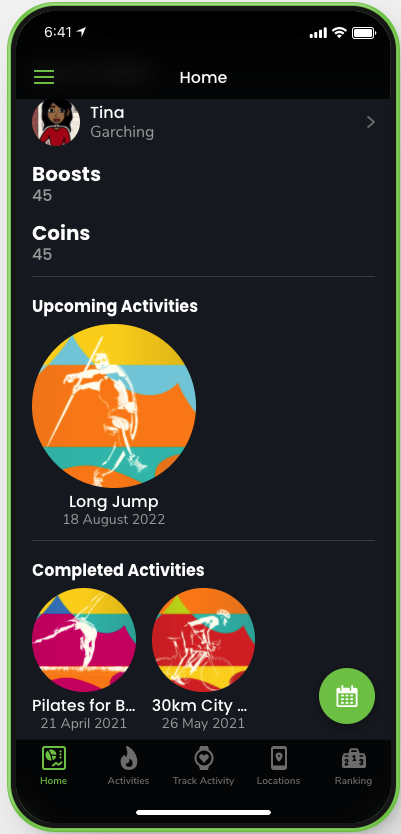 6:41
Home
Tina
Garching
Boosts
45
Coins
45
Upcoming Activities
Long Jump
18 August 2022
Completed Activities
Pilates for B... 30km City ...
21 April 2021 26 May 2021
Home Activities Track Activity Locations Ranking